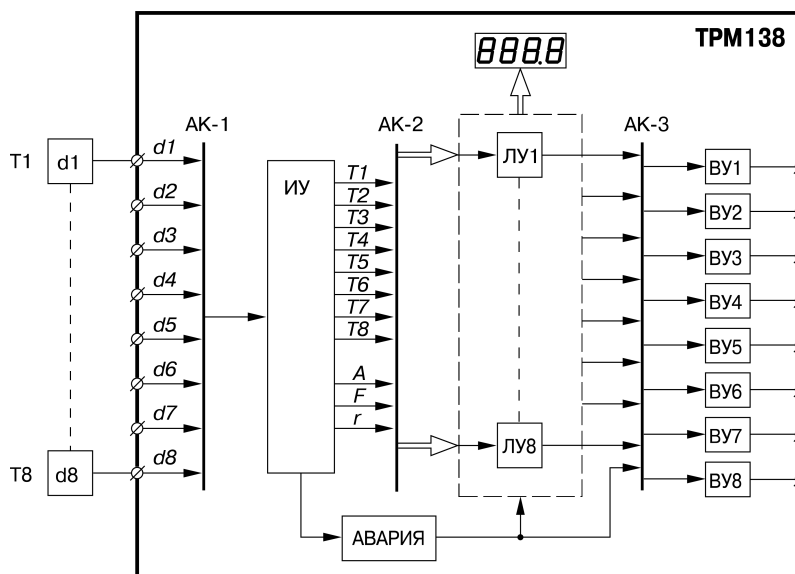 888.8
ТРМ138
АК-1
АК-2
АК-3
Т1
d1
d1
d2
d3
d4
d5
d6
d7
d8
Т8
d8
ИУ
T1
T2
T3
T4
T5
T6
T7
T8
A
F
r
ЛУ1
ЛУ8
АВАРИЯ
ВУ1
ВУ2
ВУ3
ВУ4
ВУ5
ВУ6
ВУ7
ВУ8